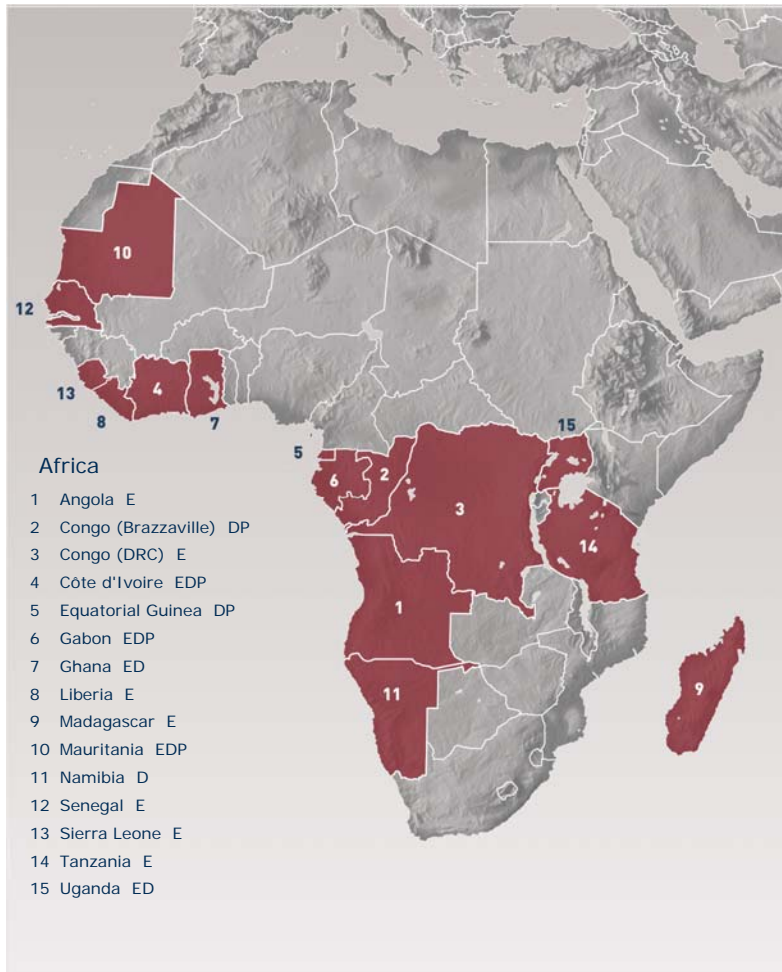 10
12
13
8
4
7
5
15
6
2
3
14
1
11
9
Africa
1 Angola E
2 Congo (Brazzaville) DP
3 Congo (DRC) E
4 Côte d'Ivoire EDP
5 Equatorial Guinea DP
6 Gabon EDP
7 Ghana ED
8 Liberia E
9 Madagascar E
10 Mauritania EDP
11 Namibia D
12 Senegal E
13 Sierra Leone E
14 Tanzania E
15 Uganda ED